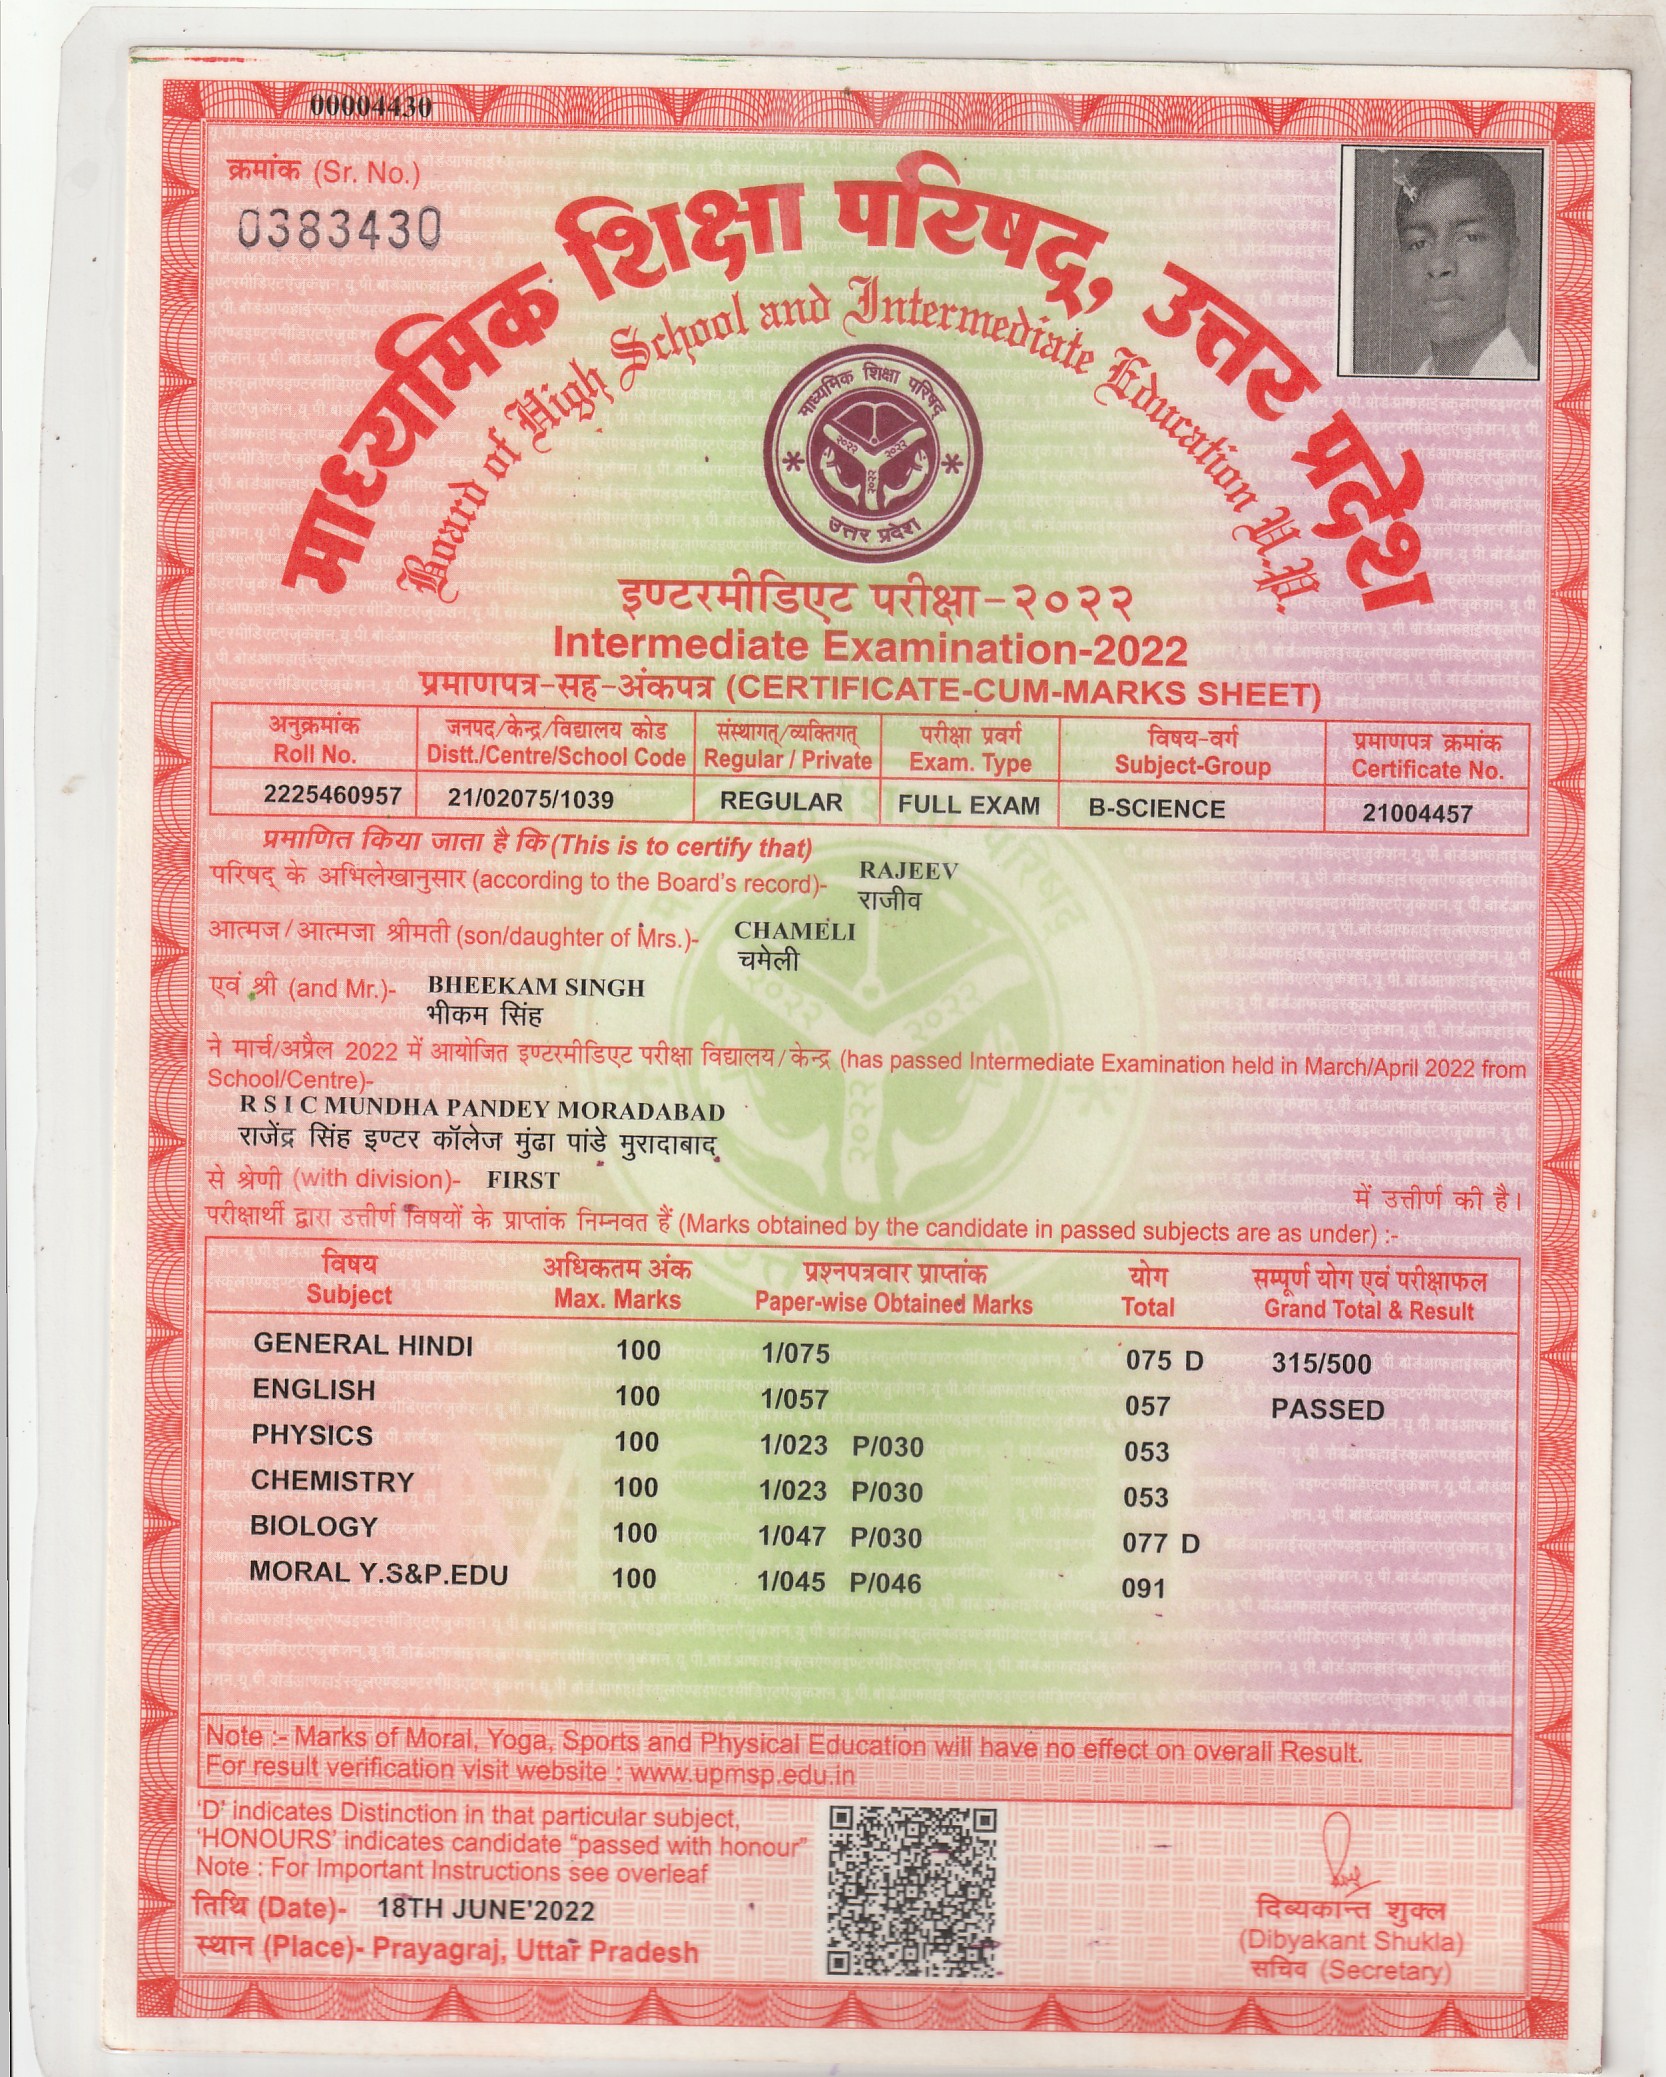 00004430
क्रमांक (Sr. No.)
0383430
माध्यमिक शिक्षा परिषद्, उत्तर प्रदेश
Board of High School and Intermediate Education U.P.
माध्यमिक शिक्षा परिषद्
२०२२ २०२२
२०२२
उत्तर प्रदेश
इण्टरमीडिएट परीक्षा-२०२२
Intermediate Examination-2022
प्रमाणपत्र-सह-अंकपत्र (CERTIFICATE-CUM-MARKS SHEET)
अनुक्रमांक जनपद/केन्द्र/विद्यालय कोड संस्थागत्/व्यक्तिगत् परीक्षा प्रवर्ग विषय-वर्ग प्रमाणपत्र क्रमांक
Roll No. Distt./Centre/School Code Regular / Private Exam. Type Subject-Group Certificate No.
2225460957 21/02075/1039 REGULAR FULL EXAM B-SCIENCE 21004457
प्रमाणित किया जाता है कि (This is to certify that)
परिषद् के अभिलेखानुसार (according to the Board's record)- RAJEEV
राजीव
आत्मज/आत्मजा श्रीमती (son/daughter of Mrs.)- CHAMELI
चमेली
एवं श्री (and Mr.)- BHEEKAM SINGH
भीकम सिंह
ने मार्च/अप्रैल 2022 में आयोजित इण्टरमीडिएट परीक्षा विद्यालय/केन्द्र (has passed Intermediate Examination held in March/April 2022 from
School/Centre)-
R S I C MUNDHA PANDEY MORADABAD
राजेंद्र सिंह इण्टर कॉलेज मुंढा पांडे मुरादाबाद
से श्रेणी (with division)- FIRST में उत्तीर्ण की है।
परीक्षार्थी द्वारा उत्तीर्ण विषयों के प्राप्तांक निम्नवत हैं (Marks obtained by the candidate in passed subjects are as under) :-
विषय अधिकतम अंक प्रश्नपत्रवार प्राप्तांक योग सम्पूर्ण योग एवं परीक्षाफल
Subject Max. Marks Paper-wise Obtained Marks Total Grand Total & Result
GENERAL HINDI 100 1/075 075 D 315/500
ENGLISH 100 1/057 057 PASSED
PHYSICS 100 1/023 P/030 053
CHEMISTRY 100 1/023 P/030 053
BIOLOGY 100 1/047 P/030 077 D
MORAL Y.S&P.EDU 100 1/045 P/046 091
Note :- Marks of Moral, Yoga, Sports and Physical Education will have no effect on overall Result.
For result verification visit website : www.upmsp.edu.in
'D' indicates Distinction in that particular subject,
'HONOURS' indicates candidate "passed with honour"
Note : For Important Instructions see overleaf
तिथि (Date)- 18TH JUNE'2022
स्थान (Place)- Prayagraj, Uttar Pradesh
दिब्यकान्त शुक्ल
(Dibyakant Shukla)
सचिव (Secretary)